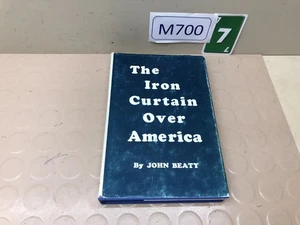 M700
7
L
The
Iron
Curtain
Over
America
By JOHN BEATY